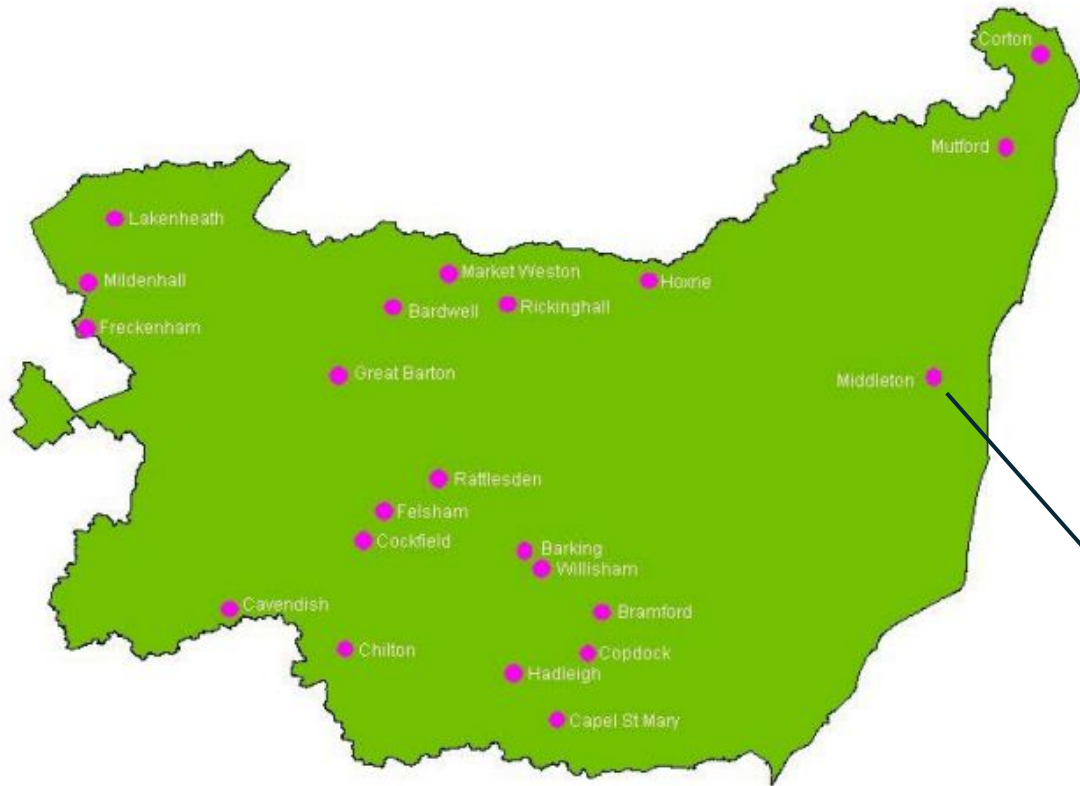 Corton
Mutford
Lakenheath
Market Weston
Mildenhall
Hoxne
Rickinghall
Bardwell
Freckenham
Great Barton
Middleton
Rattlesden
Felsham
Cockfield
Barking
Willisham
Cavendish
Bramford
Chilton
Copdock
Hadleigh
Capel St Mary